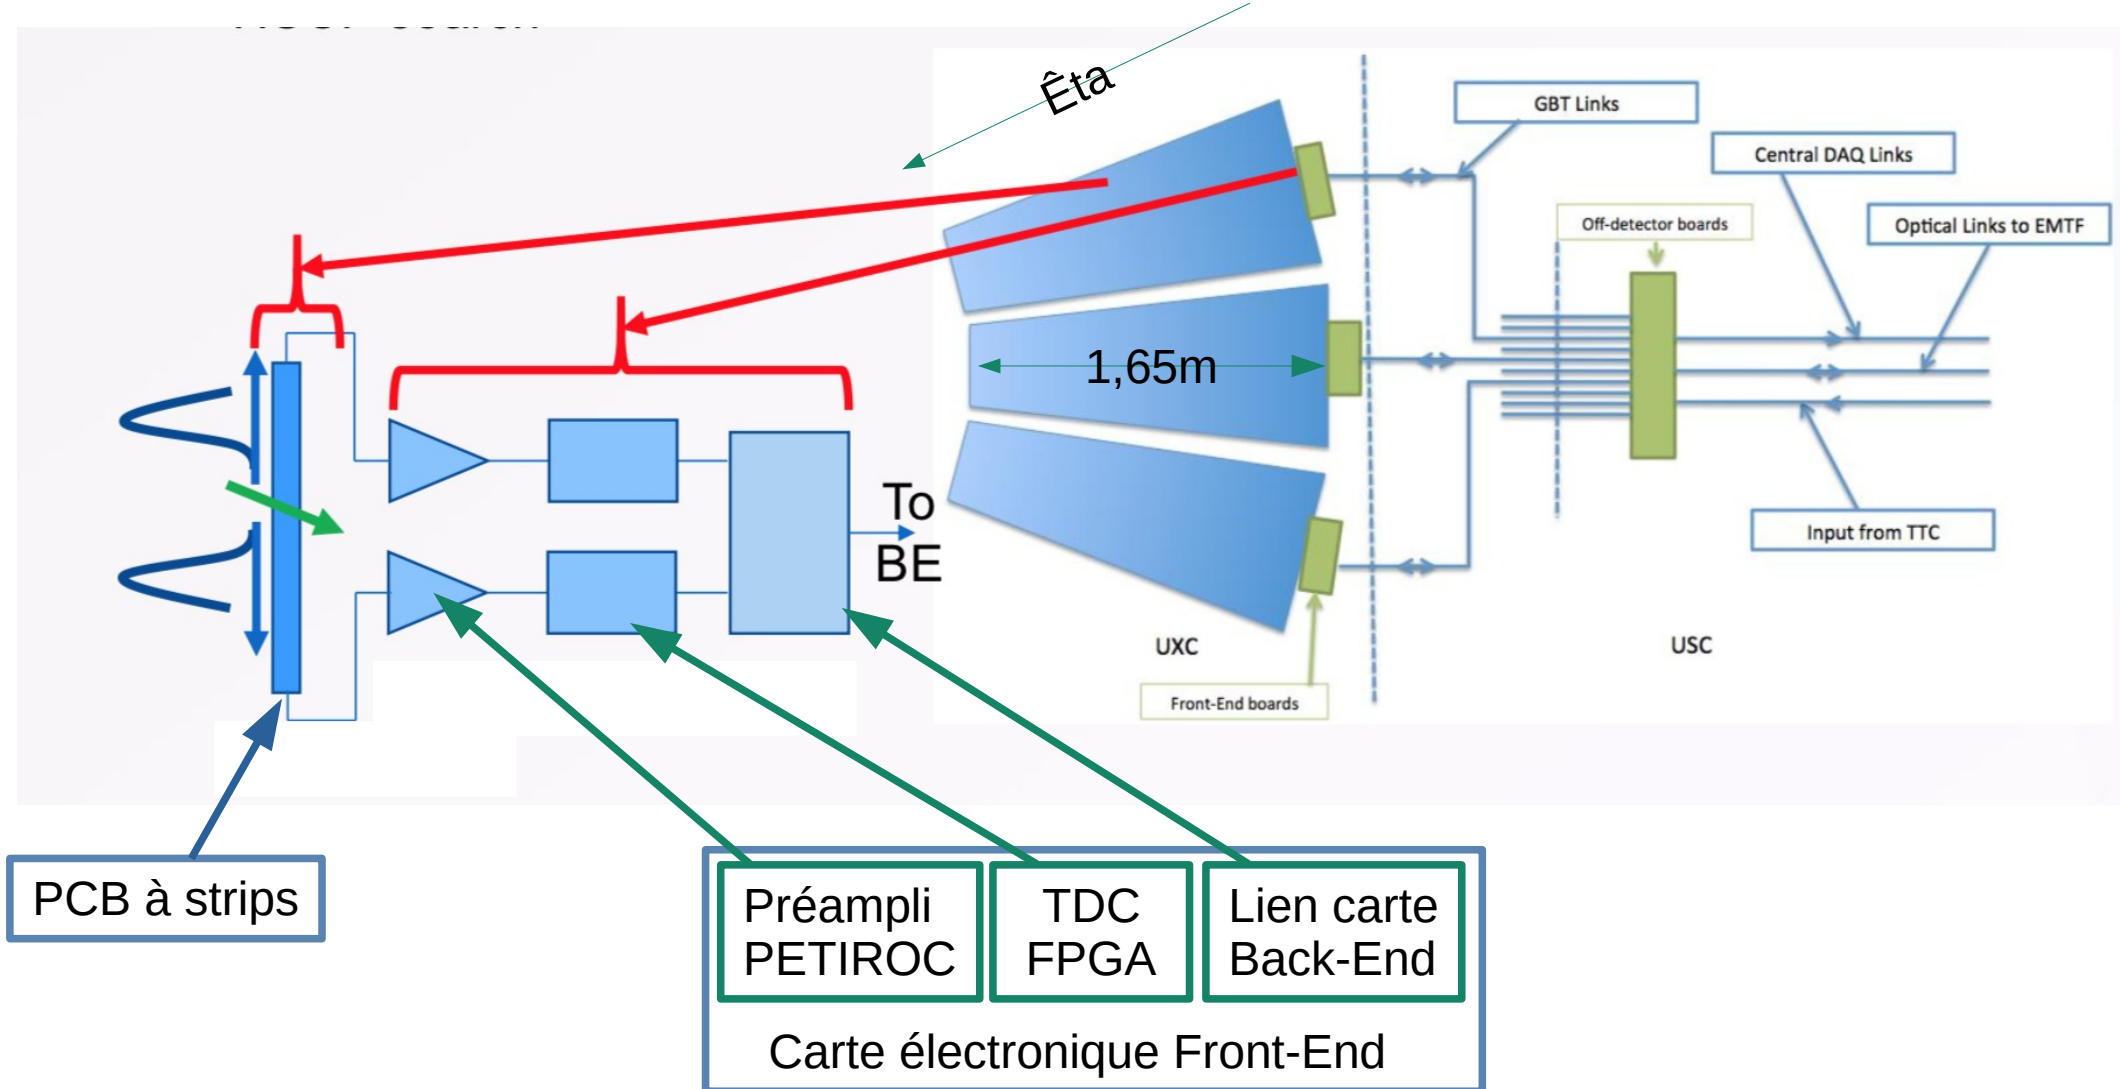 Êta
GBT Links
Central DAQ Links
Off-detector boards
Optical Links to EMTF
1,65m
To
BE
Input from TTC
UXC
USC
Front-End boards
PCB à strips
Préampli
PETIROC
TDC
FPGA
Lien carte
Back-End
Carte électronique Front-End